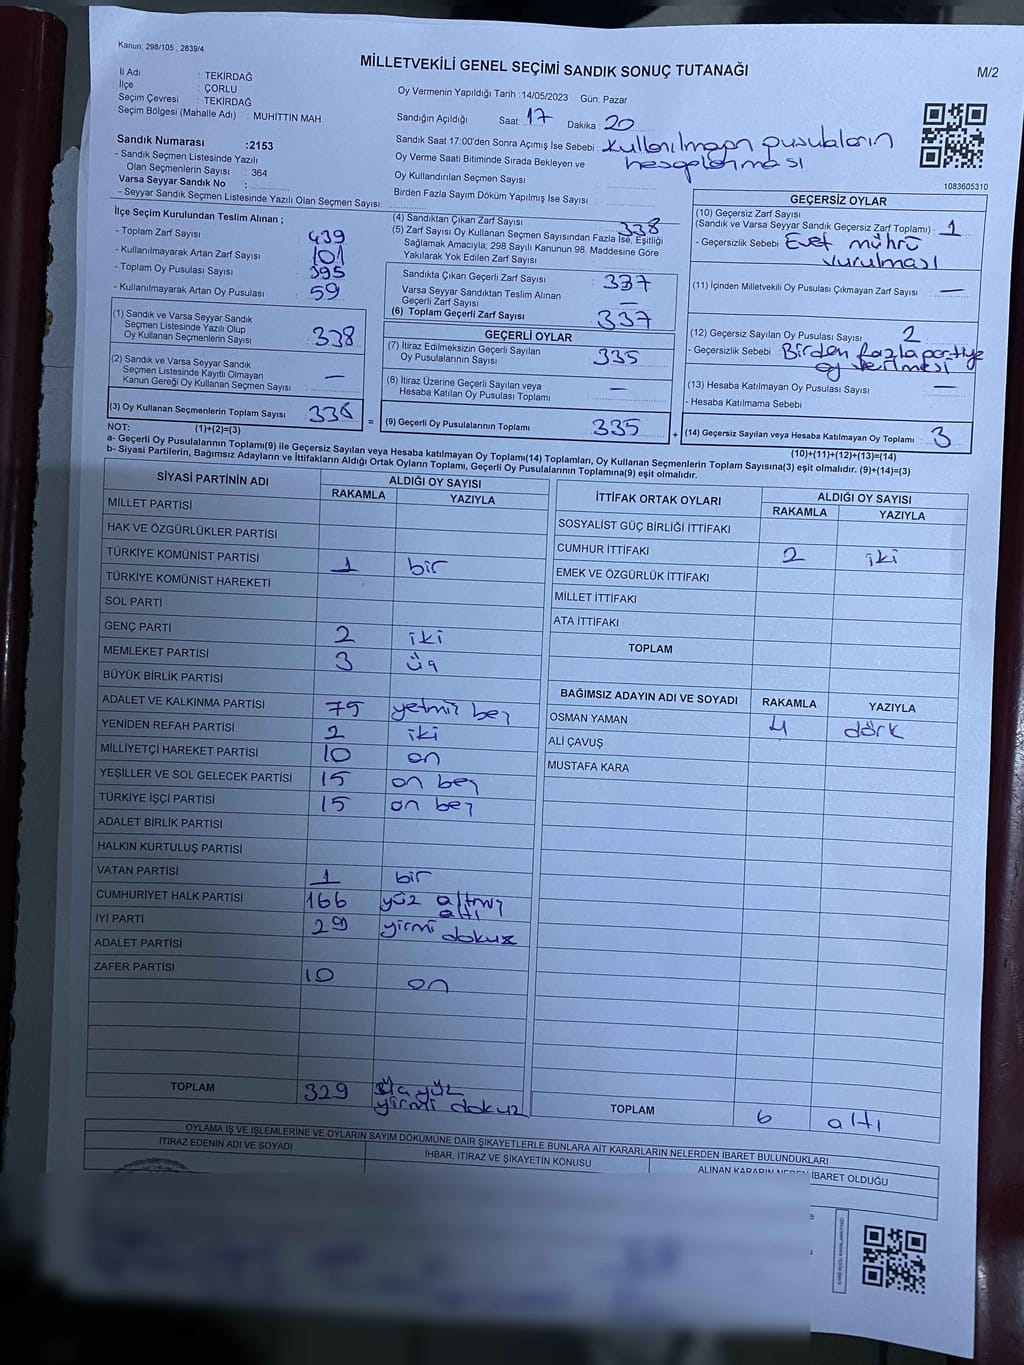 Kanun, 298/105 , 2839/4
MİLLETVEKİLİ GENEL SEÇİMİ SANDIK SONUÇ TUTANAĞI
M/2
İl Adı : TEKİRDAĞ
İlçe : ÇORLU
Seçim Çevresi : TEKİRDAĞ
Seçim Bölgesi (Mahalle Adı) : MUHİTTİN MAH.
Oy Vermenin Yapıldığı Tarih :14/05/2023 Gün: Pazar
Sandığın Açıldığı Saat: 17 Dakika : 20
Sandık Saat 17:00'den Sonra Açımış İse Sebebi : kullanılmayan pusulaların hesaplanması
Oy Verme Saati Bitiminde Sırada Bekleyen ve
Oy Kullandırılan Seçmen Sayısı
Birden Fazla Sayım Döküm Yapılmış İse Sayısı :
1083605310
Sandık Numarası :2153
- Sandık Seçmen Listesinde Yazılı
Olan Seçmenlerin Sayısı : 364
Varsa Seyyar Sandık No :
- Seyyar Sandık Seçmen Listesinde Yazılı Olan Seçmen Sayısı:
İlçe Seçim Kurulundan Teslim Alınan ;
- Toplam Zarf Sayısı : 439
- Kullanılmayarak Artan Zarf Sayısı : 101
- Toplam Oy Pusulası Sayısı : 395
- Kullanılmayarak Artan Oy Pusulası : 59
(1) Sandık ve Varsa Seyyar Sandık
Seçmen Listesinde Yazılı Olup
Oy Kullanan Seçmenlerin Sayısı : 338
(2) Sandık ve Varsa Seyyar Sandık
Seçmen Listesinde Kayıtlı Olmayan
Kanun Gereği Oy Kullanan Seçmen Sayısı : —
(3) Oy Kullanan Seçmenlerin Toplam Sayısı : 338
(1)+(2)=(3)
(4) Sandıktan Çıkan Zarf Sayısı : 338
(5) Zarf Sayısı Oy Kullanan Seçmen Sayısından Fazla İse, Eşitliği
Sağlamak Amacıyla; 298 Sayılı Kanunun 98. Maddesine Göre
Yakılarak Yok Edilen Zarf Sayısı :
Sandıkta Çıkan Geçerli Zarf Sayısı : 337
Varsa Seyyar Sandıktan Teslim Alınan
Geçerli Zarf Sayısı : —
(6) Toplam Geçerli Zarf Sayısı : 337
GEÇERLİ OYLAR
(7) İtiraz Edilmeksizin Geçerli Sayılan
Oy Pusulalarının Sayısı : 335
(8) İtiraz Üzerine Geçerli Sayılan veya
Hesaba Katılan Oy Pusulası Toplamı : —
= (9) Geçerli Oy Pusulalarının Toplamı : 335
GEÇERSİZ OYLAR
(10) Geçersiz Zarf Sayısı
(Sandık ve Varsa Seyyar Sandık Geçersiz Zarf Toplamı) : 1
- Geçersizlik Sebebi : Evet mührü vurulması
(11) İçinden Milletvekili Oy Pusulası Çıkmayan Zarf Sayısı : —
(12) Geçersiz Sayılan Oy Pusulası Sayısı : 2
- Geçersizlik Sebebi : Birden fazla partiye oy verilmesi
(13) Hesaba Katılmayan Oy Pusulası Sayısı : —
- Hesaba Katılmama Sebebi :
+ (14) Geçersiz Sayılan veya Hesaba Katılmayan Oy Toplamı : 3
(10)+(11)+(12)+(13)=(14)
NOT:
a- Geçerli Oy Pusulalarının Toplamı(9) ile Geçersiz Sayılan veya Hesaba katılmayan Oy Toplamı(14) Toplamları, Oy Kullanan Seçmenlerin Toplam Sayısına(3) eşit olmalıdır. (9)+(14)=(3)
b- Siyasi Partilerin, Bağımsız Adayların ve İttifakların Aldığı Ortak Oyların Toplamı, Geçerli Oy Pusulalarının Toplamına(9) eşit olmalıdır.
SİYASİ PARTİNİN ADI ALDIĞI OY SAYISI
RAKAMLA YAZIYLA
MİLLET PARTİSİ
HAK VE ÖZGÜRLÜKLER PARTİSİ
TÜRKİYE KOMÜNİST PARTİSİ 1 bir
TÜRKİYE KOMÜNİST HAREKETİ
SOL PARTİ
GENÇ PARTİ 2 iki
MEMLEKET PARTİSİ 3 üç
BÜYÜK BİRLİK PARTİSİ
ADALET VE KALKINMA PARTİSİ 75 yetmiş beş
YENİDEN REFAH PARTİSİ 2 iki
MİLLİYETÇİ HAREKET PARTİSİ 10 on
YEŞİLLER VE SOL GELECEK PARTİSİ 15 on beş
TÜRKİYE İŞÇİ PARTİSİ 15 on beş
ADALET BİRLİK PARTİSİ
HALKIN KURTULUŞ PARTİSİ
VATAN PARTİSİ 1 bir
CUMHURİYET HALK PARTİSİ 166 yüz altmış altı
İYİ PARTİ 29 yirmi dokuz
ADALET PARTİSİ
ZAFER PARTİSİ 10 on
TOPLAM 329 üç yüz yirmi dokuz
İTTİFAK ORTAK OYLARI ALDIĞI OY SAYISI
RAKAMLA YAZIYLA
SOSYALİST GÜÇ BİRLİĞİ İTTİFAKI
CUMHUR İTTİFAKI 2 iki
EMEK VE ÖZGÜRLÜK İTTİFAKI
MİLLET İTTİFAKI
ATA İTTİFAKI
TOPLAM
BAĞIMSIZ ADAYIN ADI VE SOYADI RAKAMLA YAZIYLA
OSMAN YAMAN 4 dörk
ALİ ÇAVUŞ
MUSTAFA KARA
TOPLAM 6 altı
OYLAMA İŞ VE İŞLEMLERİNE VE OYLARIN SAYIM DÖKÜMÜNE DAİR ŞİKAYETLERLE BUNLARA AİT KARARLARIN NELERDEN İBARET BULUNDUKLARI
İTİRAZ EDENİN ADI VE SOYADI İHBAR, İTİRAZ VE ŞİKAYETİN KONUSU ALINAN KARARIN NEDEN İBARET OLDUĞU